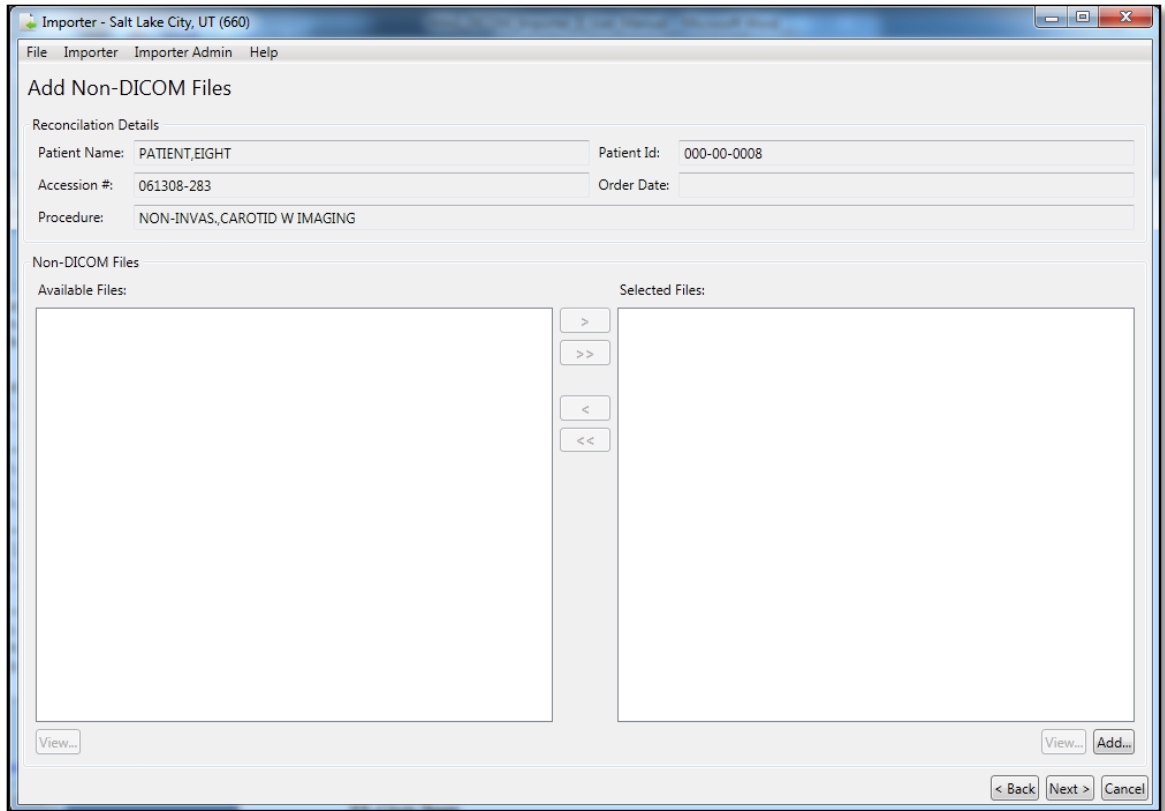 Importer - Salt Lake City, UT (660)
File Importer Importer Admin Help
Add Non-DICOM Files
Reconcilation Details
Patient Name: PATIENT,EIGHT Patient Id: 000-00-0008
Accession #: 061308-283 Order Date:
Procedure: NON-INVAS.,CAROTID W IMAGING
Non-DICOM Files
Available Files: Selected Files:
>
>>
<
<<
View... View... Add...
< Back Next > Cancel